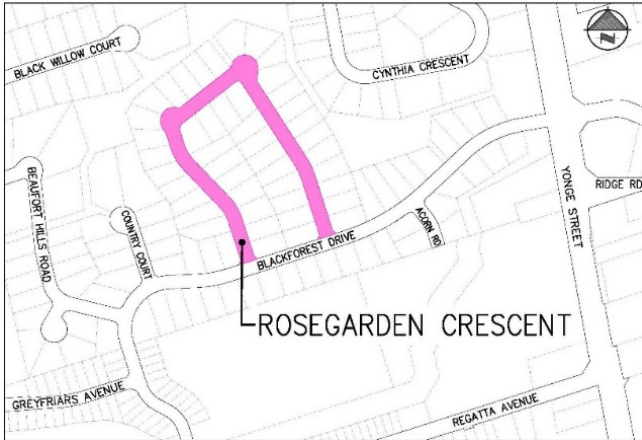 BLACK WILLOW COURT
CYNTHIA CRESCENT
BEAUFORT HILLS ROAD
COUNTRY COURT
ACORN RD
YONGE STREET
RIDGE RD
BLACKFOREST DRIVE
ROSEGARDEN CRESCENT
GREYFRIARS AVENUE
REGATTA AVENUE